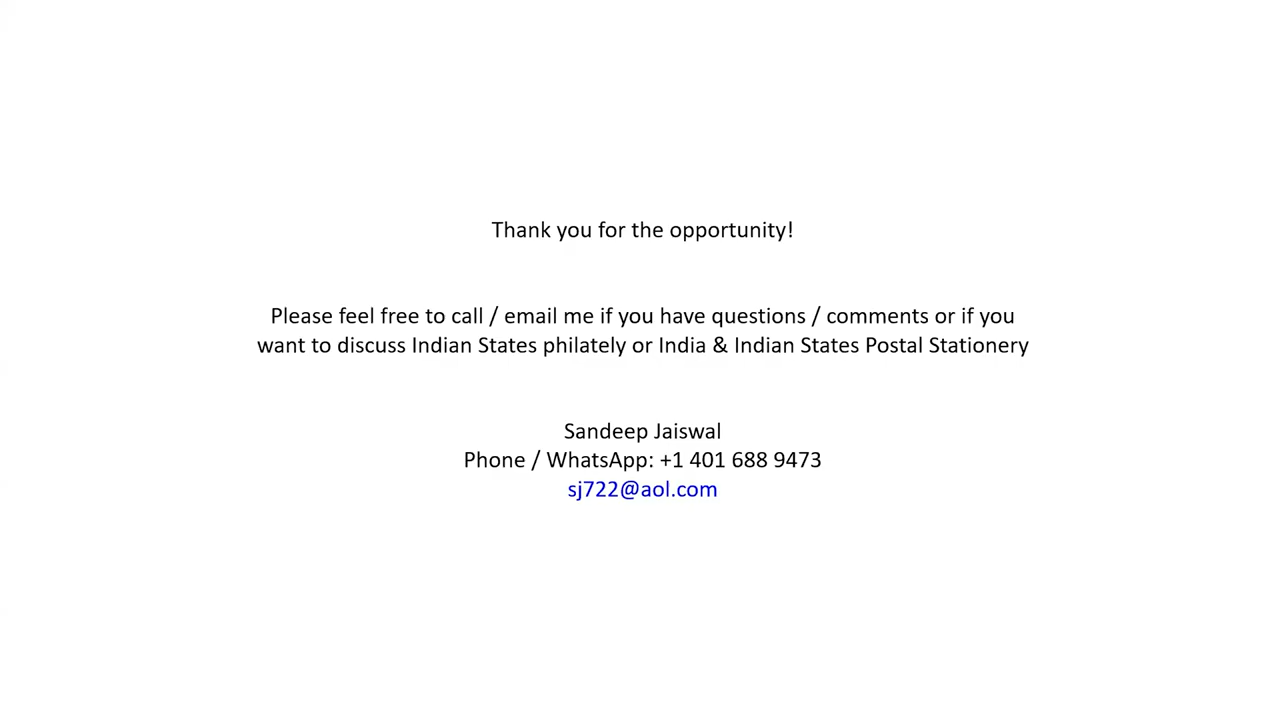 Thank you for the opportunity!
Please feel free to call / email me if you have questions / comments or if you
want to discuss Indian States philately or India & Indian States Postal Stationery
Sandeep Jaiswal
Phone / WhatsApp: +1 401 688 9473
sj722@aol.com